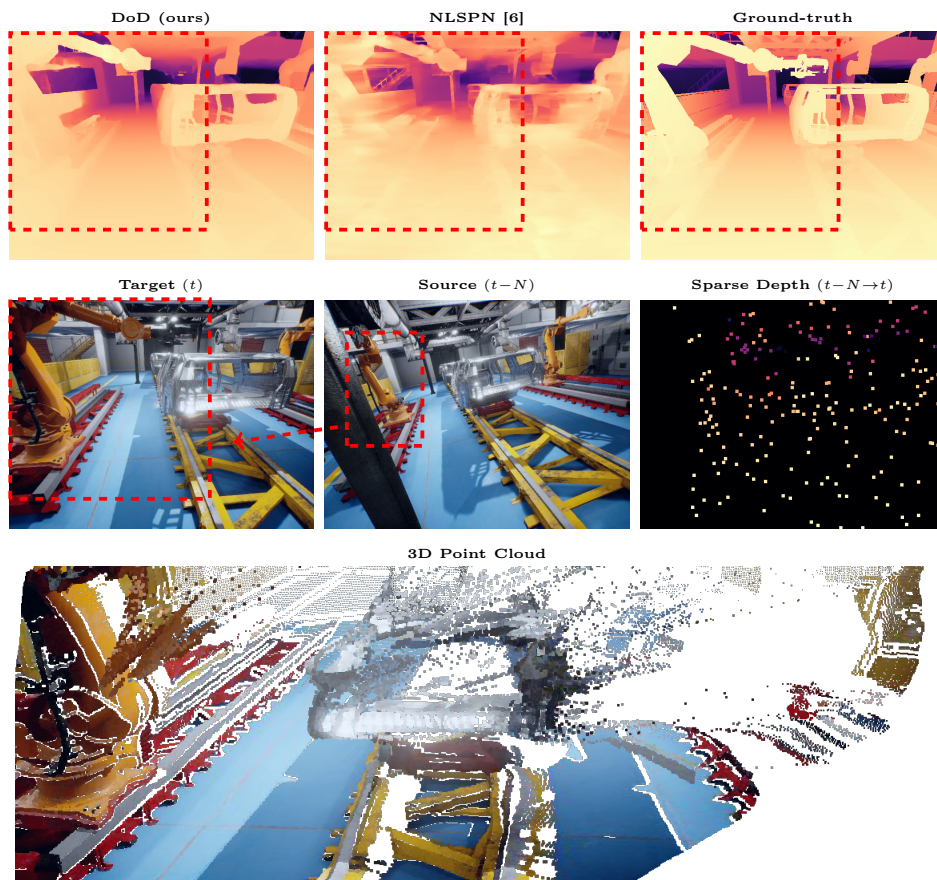 DoD (ours)
NLSPN [6]
Ground-truth
Target (t)
Source (t−N)
Sparse Depth (t−N→t)
3D Point Cloud